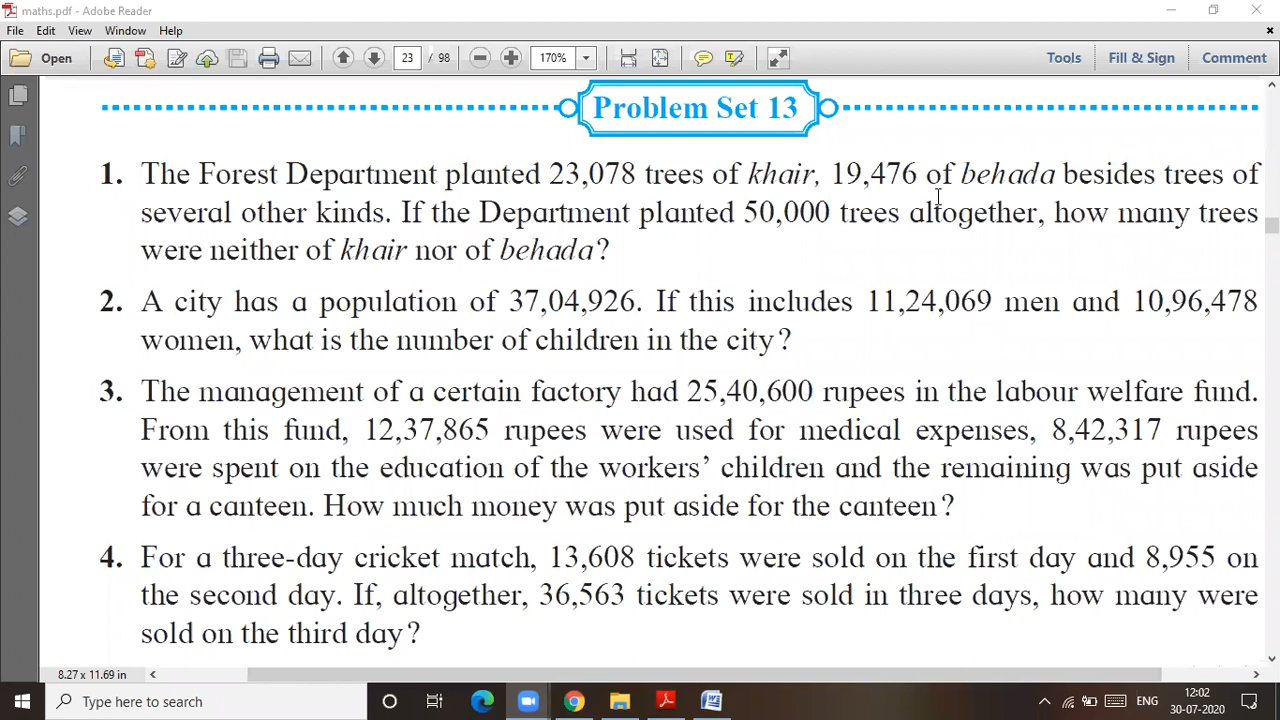 maths.pdf - Adobe Reader
File Edit View Window Help
Open 23 / 98 170% Tools Fill & Sign Comment
Problem Set 13
1. The Forest Department planted 23,078 trees of khair, 19,476 of behada besides trees of
several other kinds. If the Department planted 50,000 trees altogether, how many trees
were neither of khair nor of behada?
2. A city has a population of 37,04,926. If this includes 11,24,069 men and 10,96,478
women, what is the number of children in the city?
3. The management of a certain factory had 25,40,600 rupees in the labour welfare fund.
From this fund, 12,37,865 rupees were used for medical expenses, 8,42,317 rupees
were spent on the education of the workers’ children and the remaining was put aside
for a canteen. How much money was put aside for the canteen?
4. For a three-day cricket match, 13,608 tickets were sold on the first day and 8,955 on
the second day. If, altogether, 36,563 tickets were sold in three days, how many were
sold on the third day?
8.27 x 11.69 in
Type here to search ENG 12:02
30-07-2020